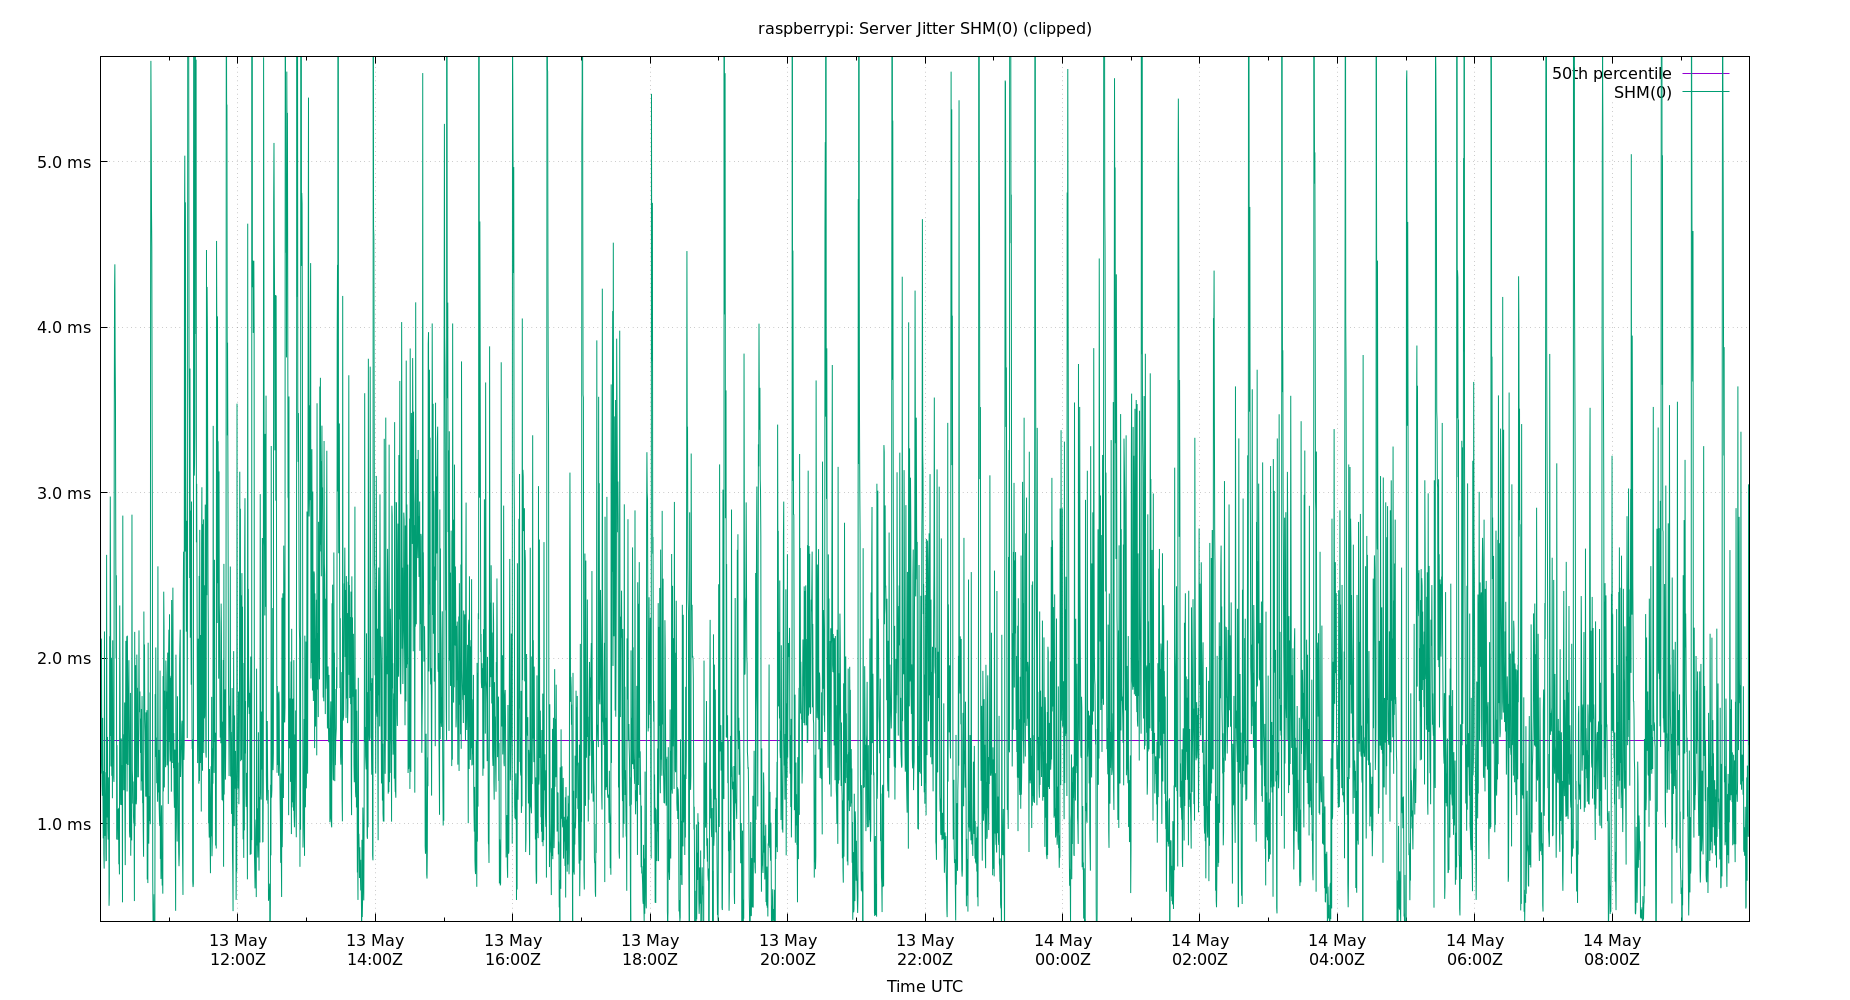 raspberrypi: Server Jitter SHM(0) (clipped)
50th percentile
SHM(0)
5.0 ms
4.0 ms
3.0 ms
2.0 ms
1.0 ms
13 May 13 May 13 May 13 May 13 May 13 May 14 May 14 May 14 May 14 May 14 May
12:00Z 14:00Z 16:00Z 18:00Z 20:00Z 22:00Z 00:00Z 02:00Z 04:00Z 06:00Z 08:00Z
Time UTC